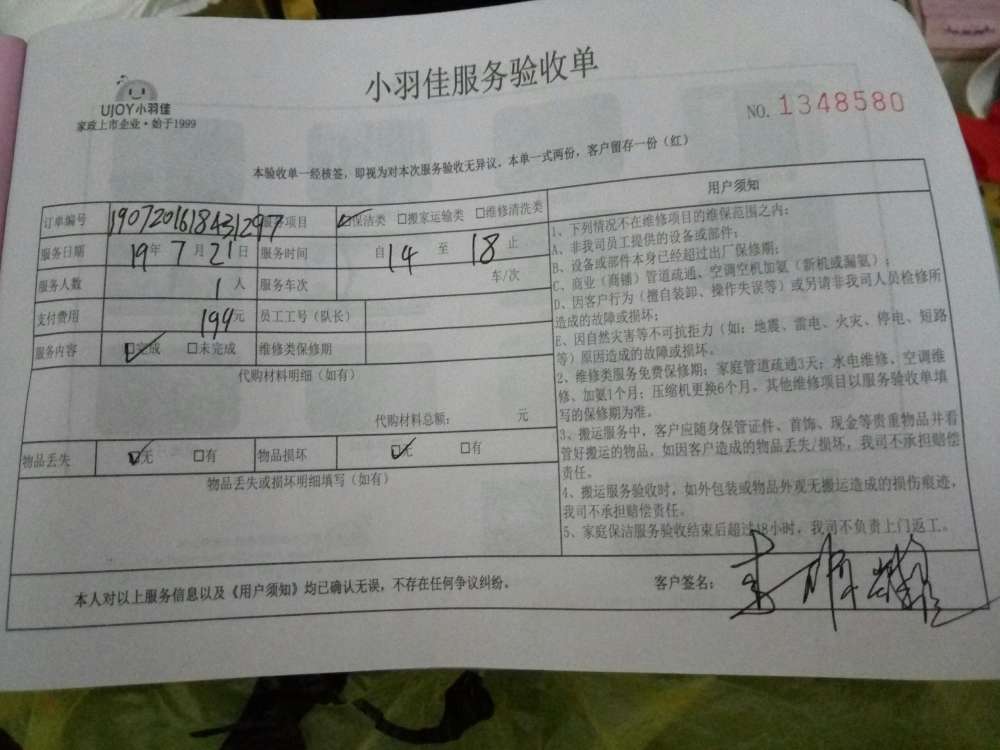 小羽佳服务验收单
UJOY小羽佳
家政上市企业·始于1999
NO. 1348580
本验收单一经核签，即视为对本次服务验收无异议。本单一式两份，客户留存一份（红）
订单编号 1907201618431297 服务项目 ☑保洁类 □搬家运输类 □维修清洗类
服务日期 19年 7月 21日 服务时间 自 14 至 18 止
服务人数 1 人 服务车次 车/次
支付费用 199元 员工工号（队长）
服务内容 ☑完成 □未完成 维修类保修期
代购材料明细（如有）
代购材料总额： 元
物品丢失 ☑无 □有 物品损坏 ☑无 □有
物品丢失或损坏明细填写（如有）
用户须知
1、下列情况不在维修项目的维保范围之内：
A、非我司员工提供的设备或部件；
B、设备或部件本身已经超过出厂保修期；
C、商业（商铺）管道疏通、空调空机加氨（新机或漏氨）；
D、因客户行为（擅自装卸、操作失误等）或另请非我司人员检修所
造成的故障或损坏；
E、因自然灾害等不可抗拒力（如：地震、雷电、火灾、停电、短路
等）原因造成的故障或损坏。
2、维修类服务免费保修期：家庭管道疏通3天；水电维修、空调维
修、加氨1个月；压缩机更换6个月。其他维修项目以服务验收单填
写的保修期为准。
3、搬运服务中，客户应随身保管证件、首饰、现金等贵重物品并看
管好搬运的物品，如因客户造成的物品丢失/损坏，我司不承担赔偿
责任。
4、搬运服务验收时，如外包装或物品外观无搬运造成的损伤痕迹，
我司不承担赔偿责任。
5、家庭保洁服务验收结束后超过48小时，我司不负责上门返工。
本人对以上服务信息以及《用户须知》均已确认无误，不存在任何争议纠纷。
客户签名：